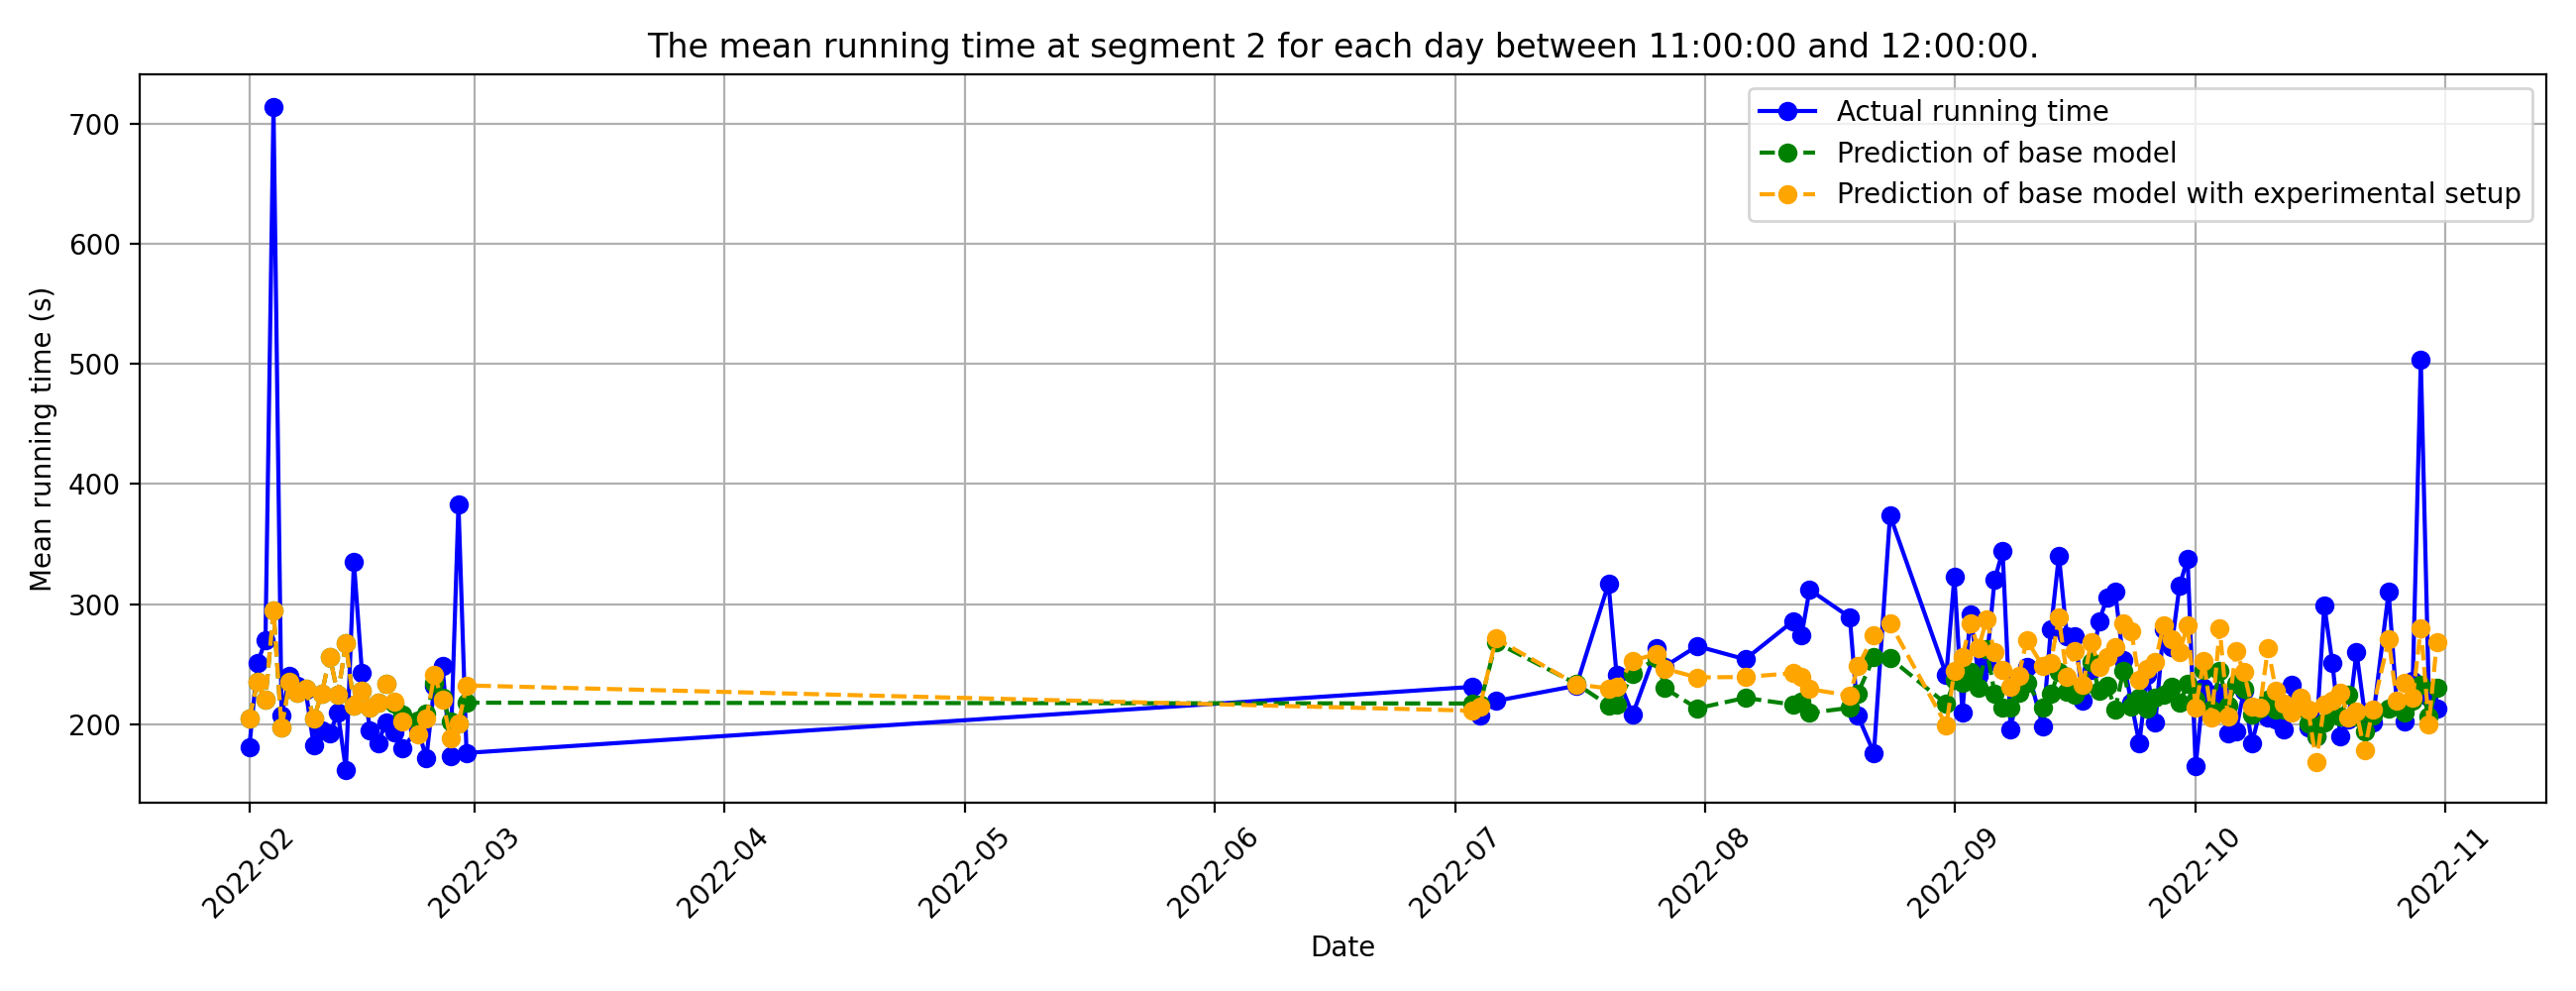 The mean running time at segment 2 for each day between 11:00:00 and 12:00:00.
Actual running time
Prediction of base model
Prediction of base model with experimental setup
Mean running time (s)
700
600
500
400
300
200
2022-02
2022-03
2022-04
2022-05
2022-06
2022-07
2022-08
2022-09
2022-10
2022-11
Date